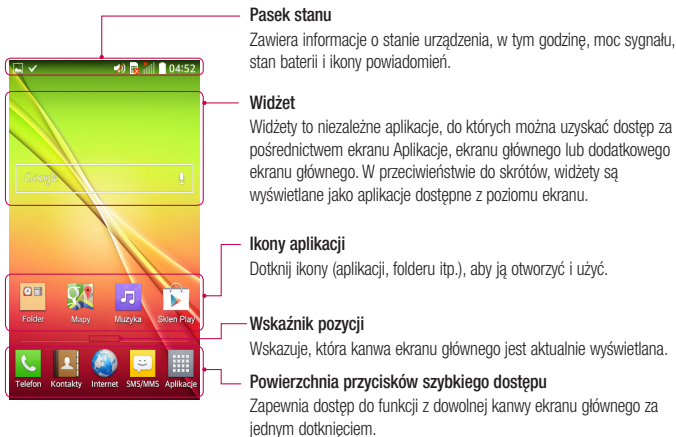 Pasek stanu
Zawiera informacje o stanie urządzenia, w tym godzinę, moc sygnału,
stan baterii i ikony powiadomień.
04:52
Widżet
Widżety to niezależne aplikacje, do których można uzyskać dostęp za
pośrednictwem ekranu Aplikacje, ekranu głównego lub dodatkowego
ekranu głównego. W przeciwieństwie do skrótów, widżety są
wyświetlane jako aplikacje dostępne z poziomu ekranu.
Google
Ikony aplikacji
Dotknij ikony (aplikacji, folderu itp.), aby ją otworzyć i użyć.
Folder Mapy Muzyka Sklen Play
Wskaźnik pozycji
Wskazuje, która kanwa ekranu głównego jest aktualnie wyświetlana.
Telefon Kontakty Internet SMS/MMS Aplikacje
Powierzchnia przycisków szybkiego dostępu
Zapewnia dostęp do funkcji z dowolnej kanwy ekranu głównego za
jednym dotknięciem.